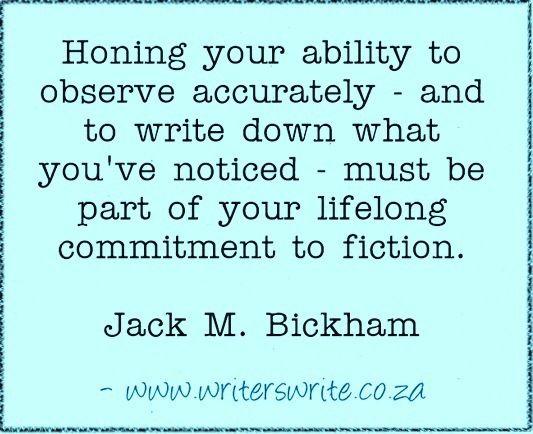 Honing your ability to
observe accurately - and
to write down what
you've noticed - must be
part of your lifelong
commitment to fiction.
Jack M. Bickham
- www.writerswrite.co.za